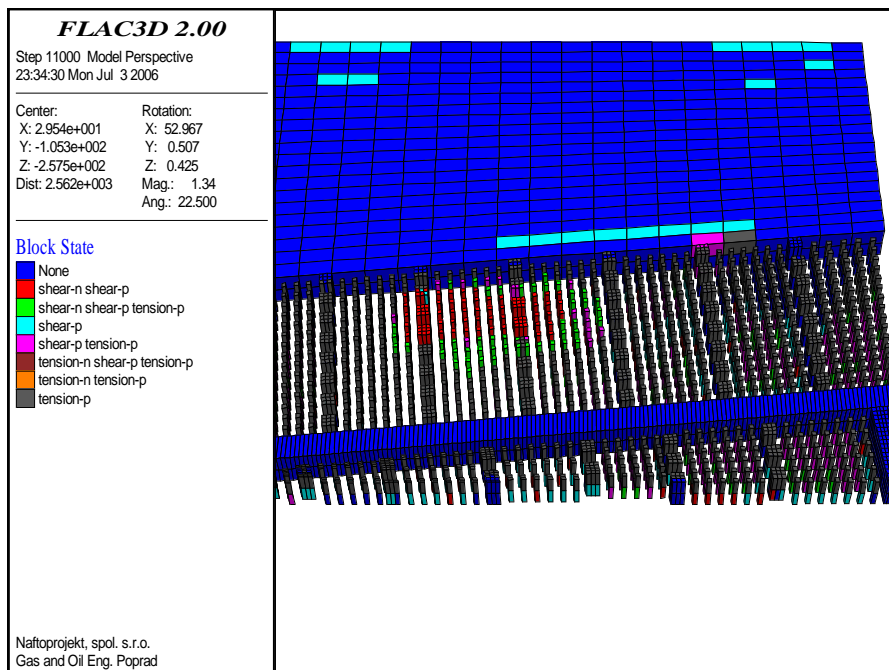 FLAC3D 2.00
Step 11000 Model Perspective
23:34:30 Mon Jul 3 2006
Center:
X: 2.954e+001
Y: -1.053e+002
Z: -2.575e+002
Dist: 2.562e+003
Rotation:
X: 52.967
Y: 0.507
Z: 0.425
Mag.: 1.34
Ang.: 22.500
Block State
None
shear-n shear-p
shear-n shear-p tension-p
shear-p
shear-p tension-p
tension-n shear-p tension-p
tension-n tension-p
tension-p
Naftoprojekt, spol. s.r.o.
Gas and Oil Eng. Poprad